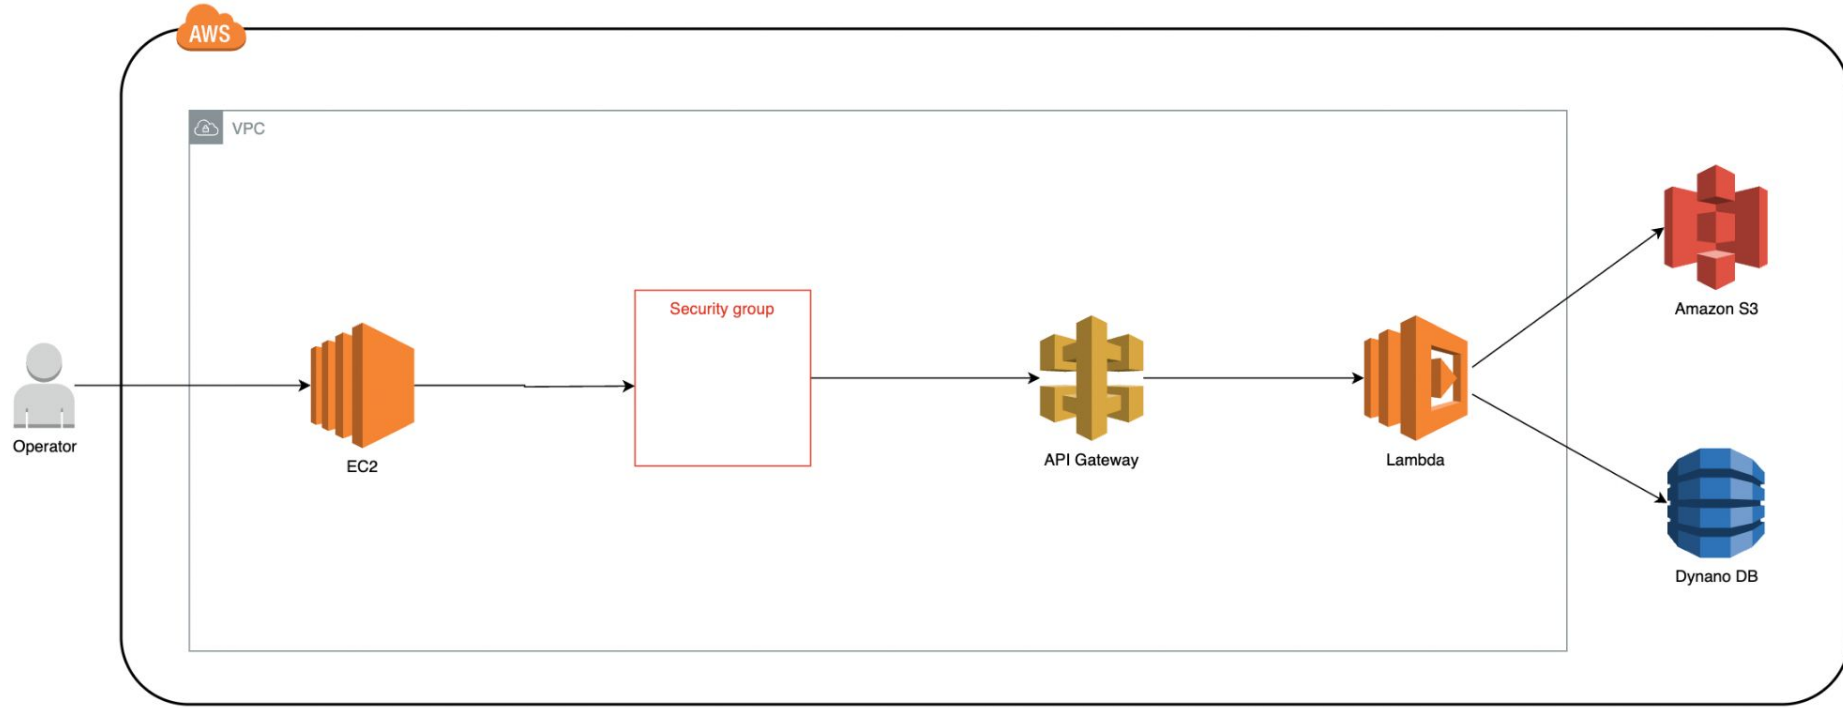 AWS
VPC
Security group
Operator
EC2
API Gateway
Lambda
Amazon S3
Dynano DB